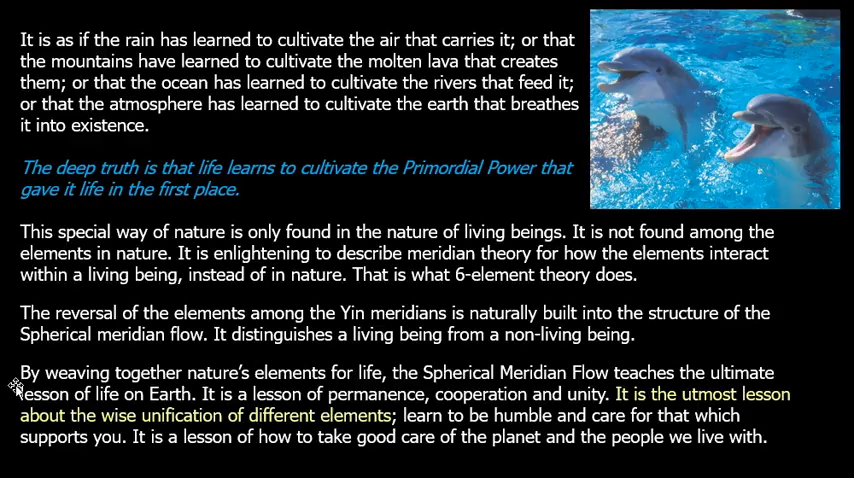 It is as if the rain has learned to cultivate the air that carries it; or that
the mountains have learned to cultivate the molten lava that creates
them; or that the ocean has learned to cultivate the rivers that feed it;
or that the atmosphere has learned to cultivate the earth that breathes
it into existence.
The deep truth is that life learns to cultivate the Primordial Power that
gave it life in the first place.
This special way of nature is only found in the nature of living beings. It is not found among the
elements in nature. It is enlightening to describe meridian theory for how the elements interact
within a living being, instead of in nature. That is what 6-element theory does.
The reversal of the elements among the Yin meridians is naturally built into the structure of the
Spherical meridian flow. It distinguishes a living being from a non-living being.
By weaving together nature’s elements for life, the Spherical Meridian Flow teaches the ultimate
lesson of life on Earth. It is a lesson of permanence, cooperation and unity. It is the utmost lesson
about the wise unification of different elements; learn to be humble and care for that which
supports you. It is a lesson of how to take good care of the planet and the people we live with.